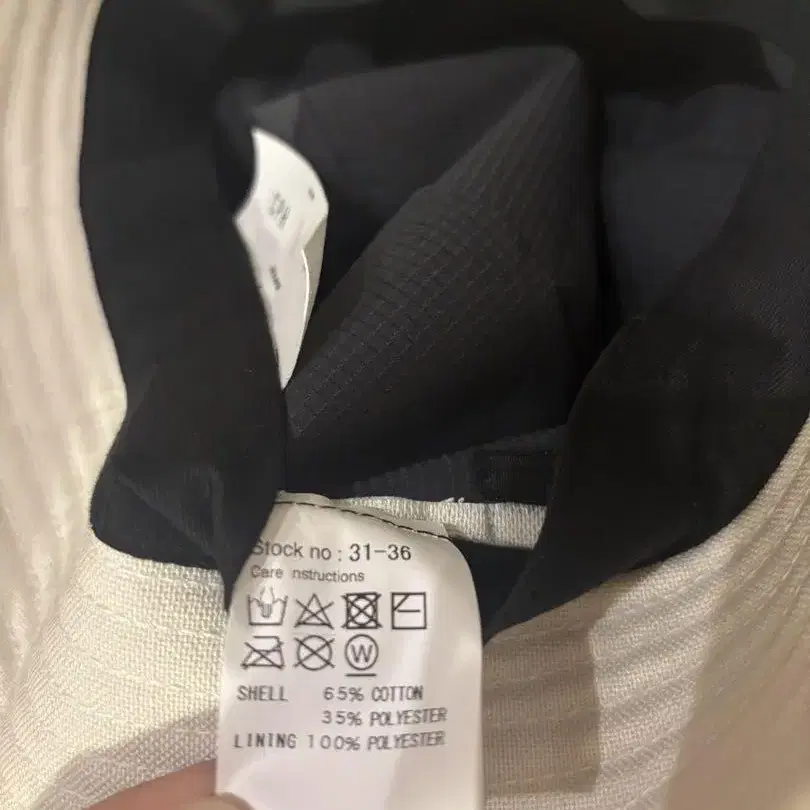 Stock no : 31-36
Care nstructions
W
SHELL 65% COTTON
35% POLYESTER
LINING 100% POLYESTER